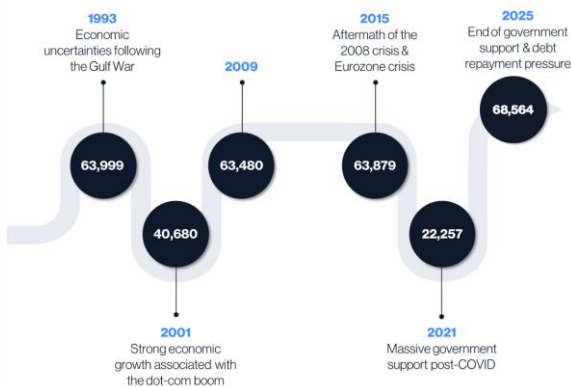 1993
Economic
uncertainties following
the Gulf War
63,999
40,680
2001
Strong economic
growth associated with
the dot-com boom
2009
63,480
2015
Aftermath of the
2008 crisis &
Eurozone crisis
63,879
22,257
2021
Massive government
support post-COVID
2025
End of government
support & debt
repayment pressure
68,564